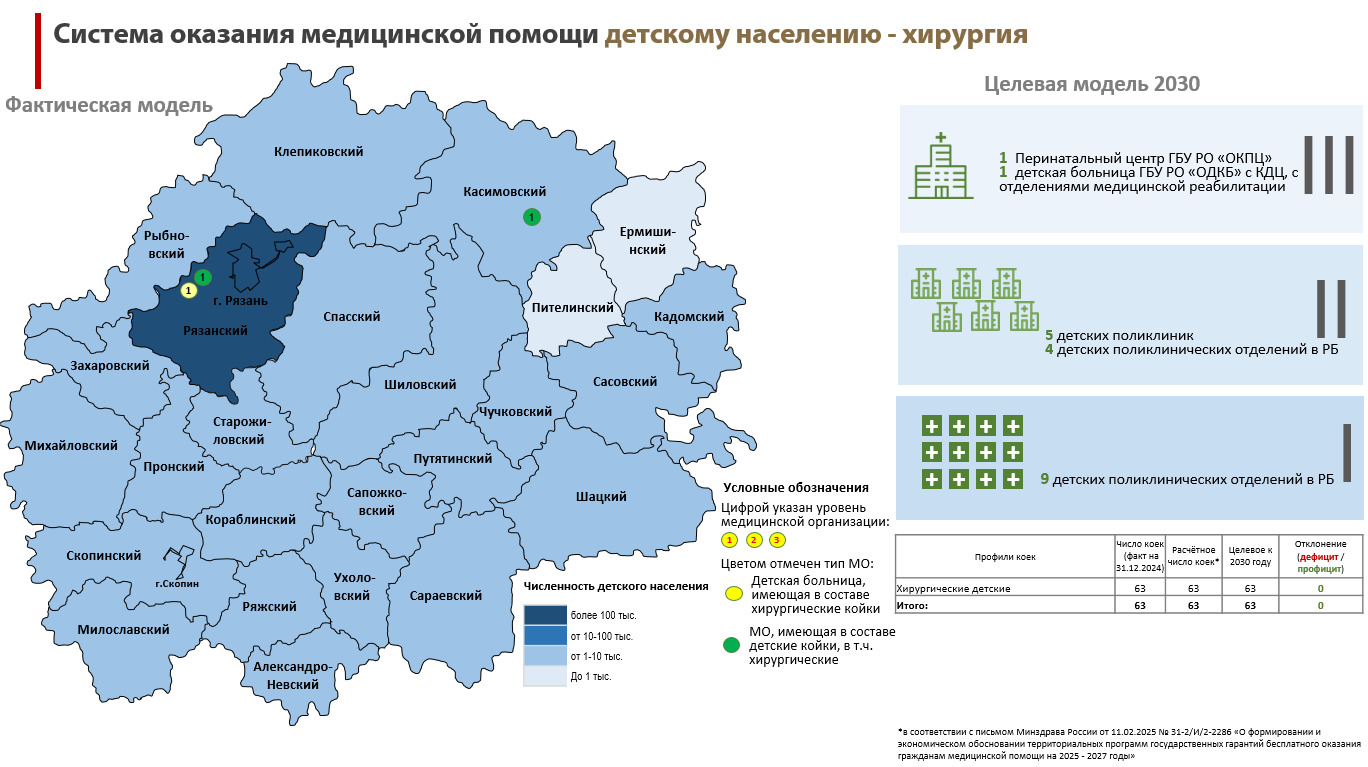 Система оказания медицинской помощи детскому населению - хирургия
Фактическая модель
Клепиковский
Касимовский
1
Ермиши-
нский
Рыбно-
вский
1
1
г. Рязань
Рязанский
Спасский
Пителинский
Кадомский
Захаровский
Шиловский
Сасовский
Чучковский
Старожи-
ловский
Михайловский
Пронский
Путятинский
Шацкий
Сапожко-
вский
Кораблинский
Скопинский
г.Скопин
Ухоло-
вский
Сараевский
Ряжский
Милославский
Александро-
Невский
Численность детского населения
более 100 тыс.
от 10-100 тыс.
от 1-10 тыс.
До 1 тыс.
Условные обозначения
Цифрой указан уровень
медицинской организации:
1 2 3
Цветом отмечен тип МО:
Детская больница,
имеющая в составе
хирургические койки
МО, имеющая в составе
детские койки, в т.ч.
хирургические
Целевая модель 2030
1 Перинатальный центр ГБУ РО «ОКПЦ»
1 детская больница ГБУ РО «ОДКБ» с КДЦ, с
отделениями медицинской реабилитации
III
5 детских поликлиник
4 детских поликлинических отделений в РБ
II
9 детских поликлинических отделений в РБ
I
Профили коек Число коек (факт на 31.12.2024) Расчётное число коек* Целевое к 2030 году Отклонение (дефицит / профицит)
Хирургические детские 63 63 63 0
Итого: 63 63 63 0
*в соответствии с письмом Минздрава России от 11.02.2025 № 31-2/И/2-2286 «О формировании и
экономическом обосновании территориальных программ государственных гарантий бесплатного оказания
гражданам медицинской помощи на 2025 - 2027 годы»